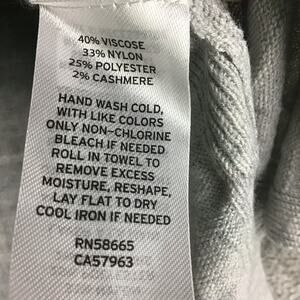 40% VISCOSE
33% NYLON
25% POLYESTER
2% CASHMERE
HAND WASH COLD,
WITH LIKE COLORS
ONLY NON-CHLORINE
BLEACH IF NEEDED
ROLL IN TOWEL TO
REMOVE EXCESS
MOISTURE, RESHAPE,
LAY FLAT TO DRY
COOL IRON IF NEEDED
RN58665
CA57963